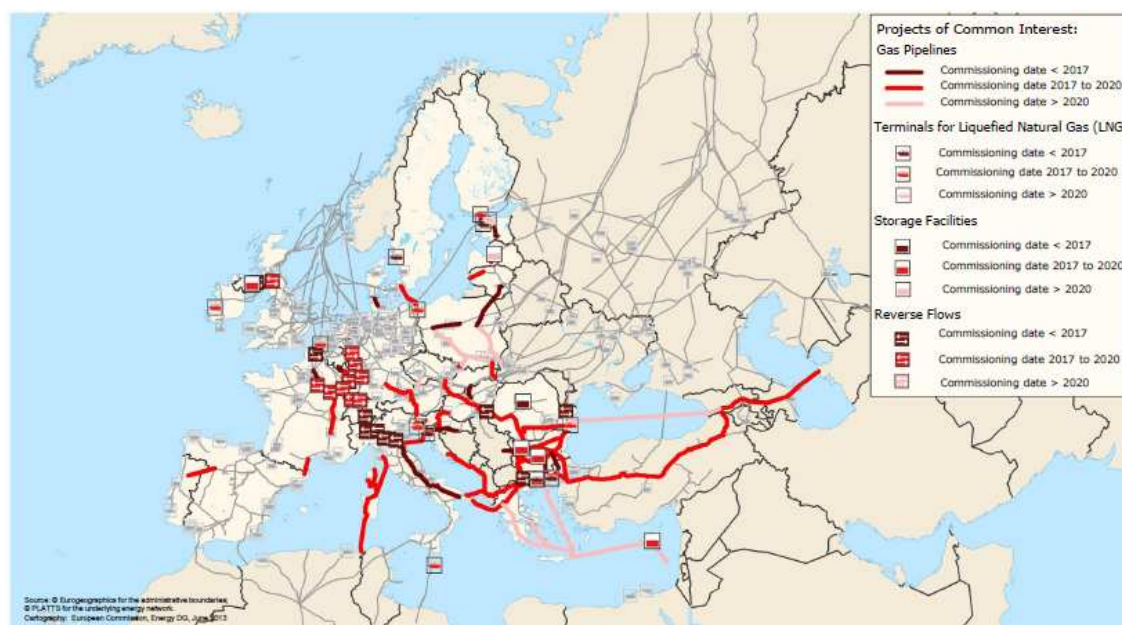 Projects of Common Interest:
Gas Pipelines
Commissioning date < 2017
Commissioning date 2017 to 2020
Commissioning date > 2020
Terminals for Liquefied Natural Gas (LNG
Commissioning date < 2017
Commissioning date 2017 to 2020
Commissioning date > 2020
Storage Facilities
Commissioning date < 2017
Commissioning date 2017 to 2020
Commissioning date > 2020
Reverse Flows
Commissioning date < 2017
Commissioning date 2017 to 2020
Commissioning date > 2020
Source: © Eurogeographics for the administrative boundaries;
© PLATTS for the underlying energy network.
Cartography: European Commission, Energy DG, June 2013